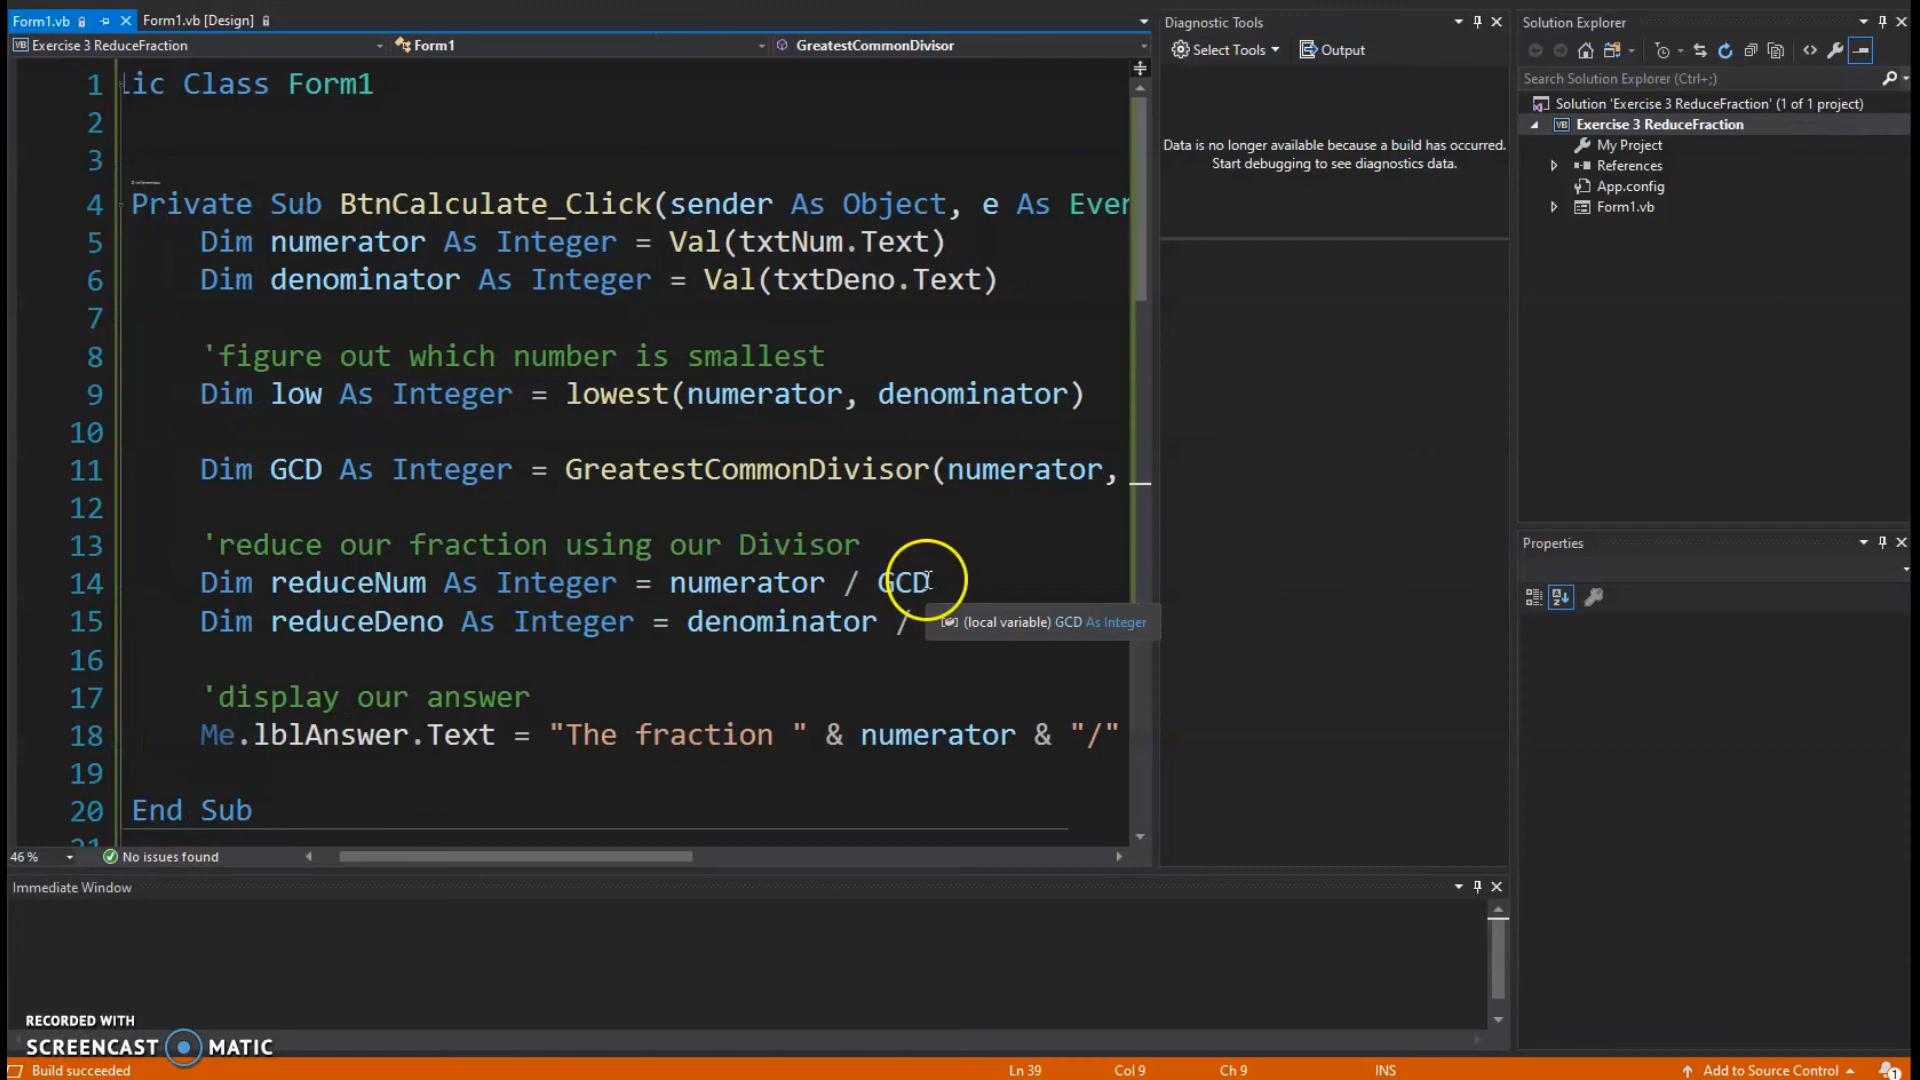 Form1.vb
Form1.vb [Design]
Exercise 3 ReduceFraction
Form1
GreatestCommonDivisor
1 lic Class Form1
2
3
4 Private Sub BtnCalculate_Click(sender As Object, e As Even
5 Dim numerator As Integer = Val(txtNum.Text)
6 Dim denominator As Integer = Val(txtDeno.Text)
7
8 'figure out which number is smallest
9 Dim low As Integer = lowest(numerator, denominator)
10
11 Dim GCD As Integer = GreatestCommonDivisor(numerator,
12
13 'reduce our fraction using our Divisor
14 Dim reduceNum As Integer = numerator / GCD
15 Dim reduceDeno As Integer = denominator /
(local variable) GCD As Integer
16
17 'display our answer
18 Me.lblAnswer.Text = "The fraction " & numerator & "/"
19
20 End Sub
21
46 %
No issues found
Diagnostic Tools
Select Tools
Output
Data is no longer available because a build has occurred.
Start debugging to see diagnostics data.
Solution Explorer
Search Solution Explorer (Ctrl+;)
Solution 'Exercise 3 ReduceFraction' (1 of 1 project)
VB Exercise 3 ReduceFraction
My Project
References
App.config
Form1.vb
Properties
Immediate Window
RECORDED WITH
SCREENCAST MATIC
Build succeeded
Ln 39
Col 9
Ch 9
INS
Add to Source Control
1